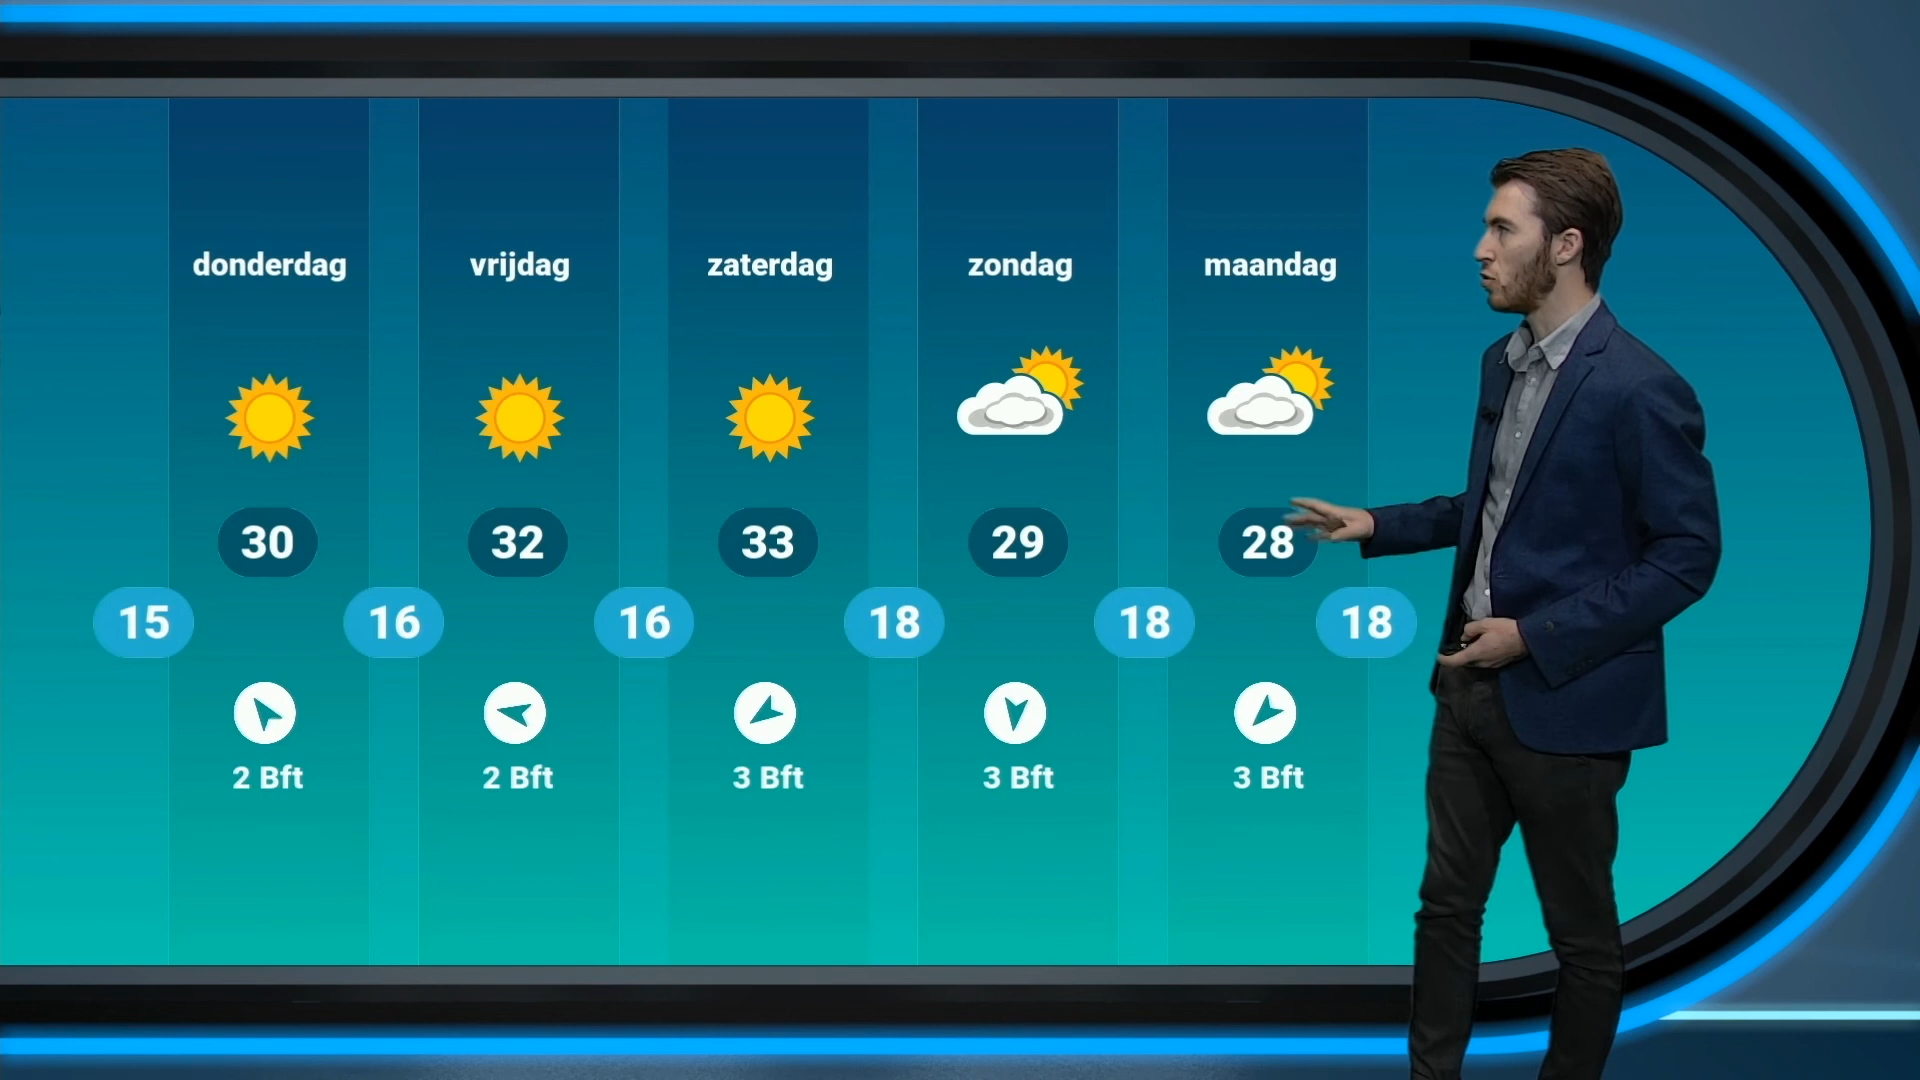 donderdag vrijdag zaterdag zondag maandag
30 32 33 29 28
15 16 16 18 18 18
2 Bft 2 Bft 3 Bft 3 Bft 3 Bft